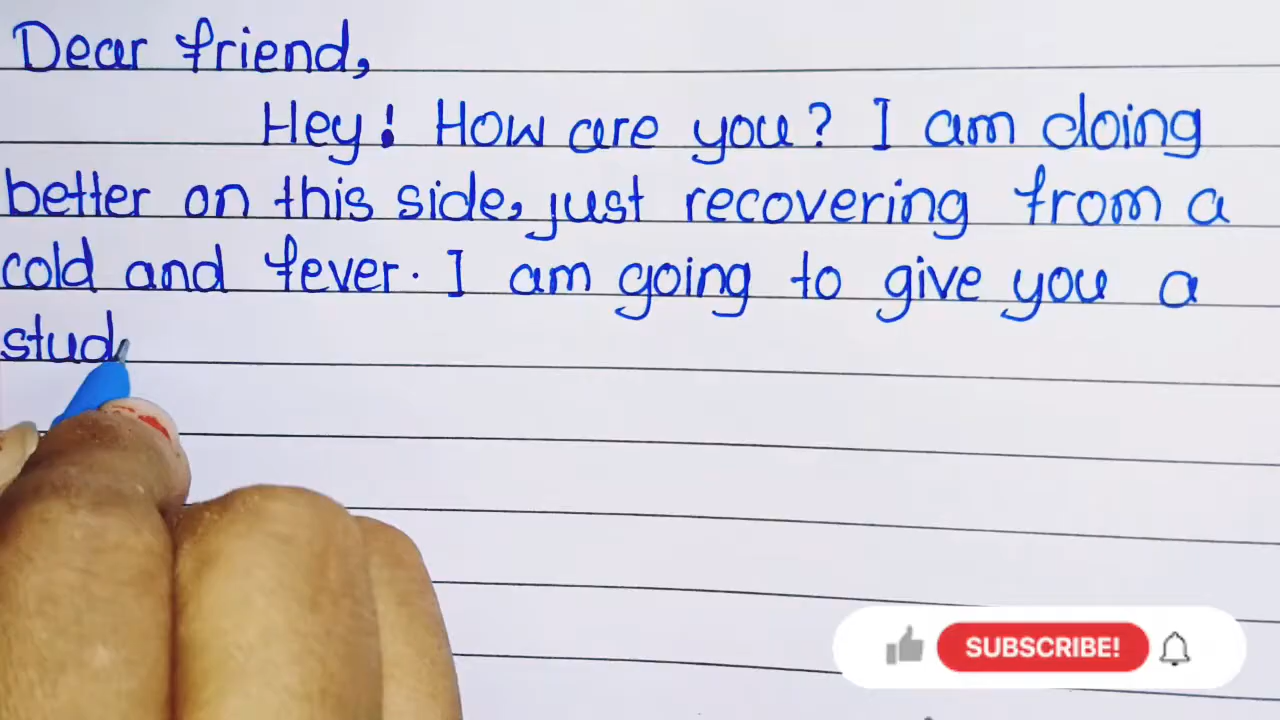 Dear friend,
Hey! How are you? I am doing
better on this side, just recovering from a
cold and fever. I am going to give you a
stud
SUBSCRIBE!